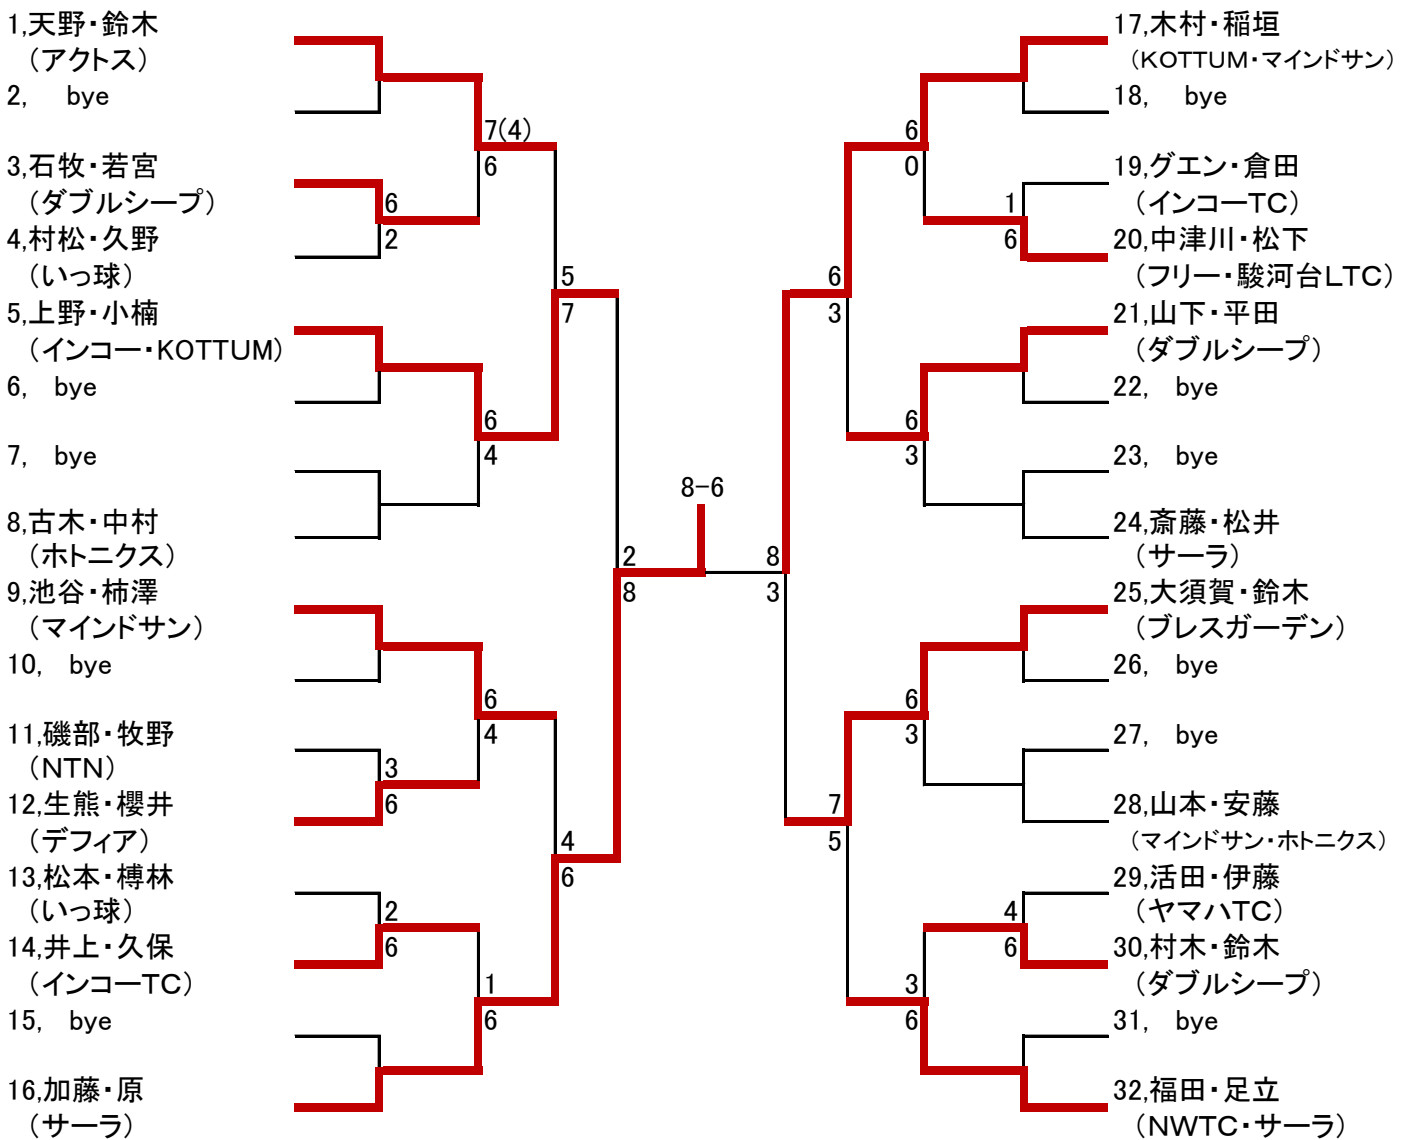 1,天野・鈴木
(アクトス)
2, bye
7(4)
6
3,石牧・若宮
(ダブルシープ)
6
4,村松・久野
2
(いっ球)
5
5,上野・小楠
7
(インコー・KOTTUM)
6, bye
6
7, bye
4
8-6
8,古木・中村
(ホトニクス)
2
9,池谷・柿澤
8
(マインドサン)
10, bye
6
11,磯部・牧野
4
(NTN)
3
12,生熊・櫻井
6
(デフィア)
4
13,松本・榑林
6
(いっ球)
2
14,井上・久保
6
(インコーTC)
1
15, bye
6
16,加藤・原
(サーラ)
17,木村・稲垣
(KOTTUM・マインドサン)
18, bye
6
0
19,グエン・倉田
(インコーTC)
1
20,中津川・松下
6
(フリー・駿河台LTC)
6
21,山下・平田
3
(ダブルシープ)
22, bye
6
23, bye
3
24,斎藤・松井
(サーラ)
8
25,大須賀・鈴木
3
(ブレスガーデン)
26, bye
6
27, bye
3
28,山本・安藤
7
(マインドサン・ホトニクス)
5
29,活田・伊藤
(ヤマハTC)
4
30,村木・鈴木
6
(ダブルシープ)
3
31, bye
6
32,福田・足立
(NWTC・サーラ)